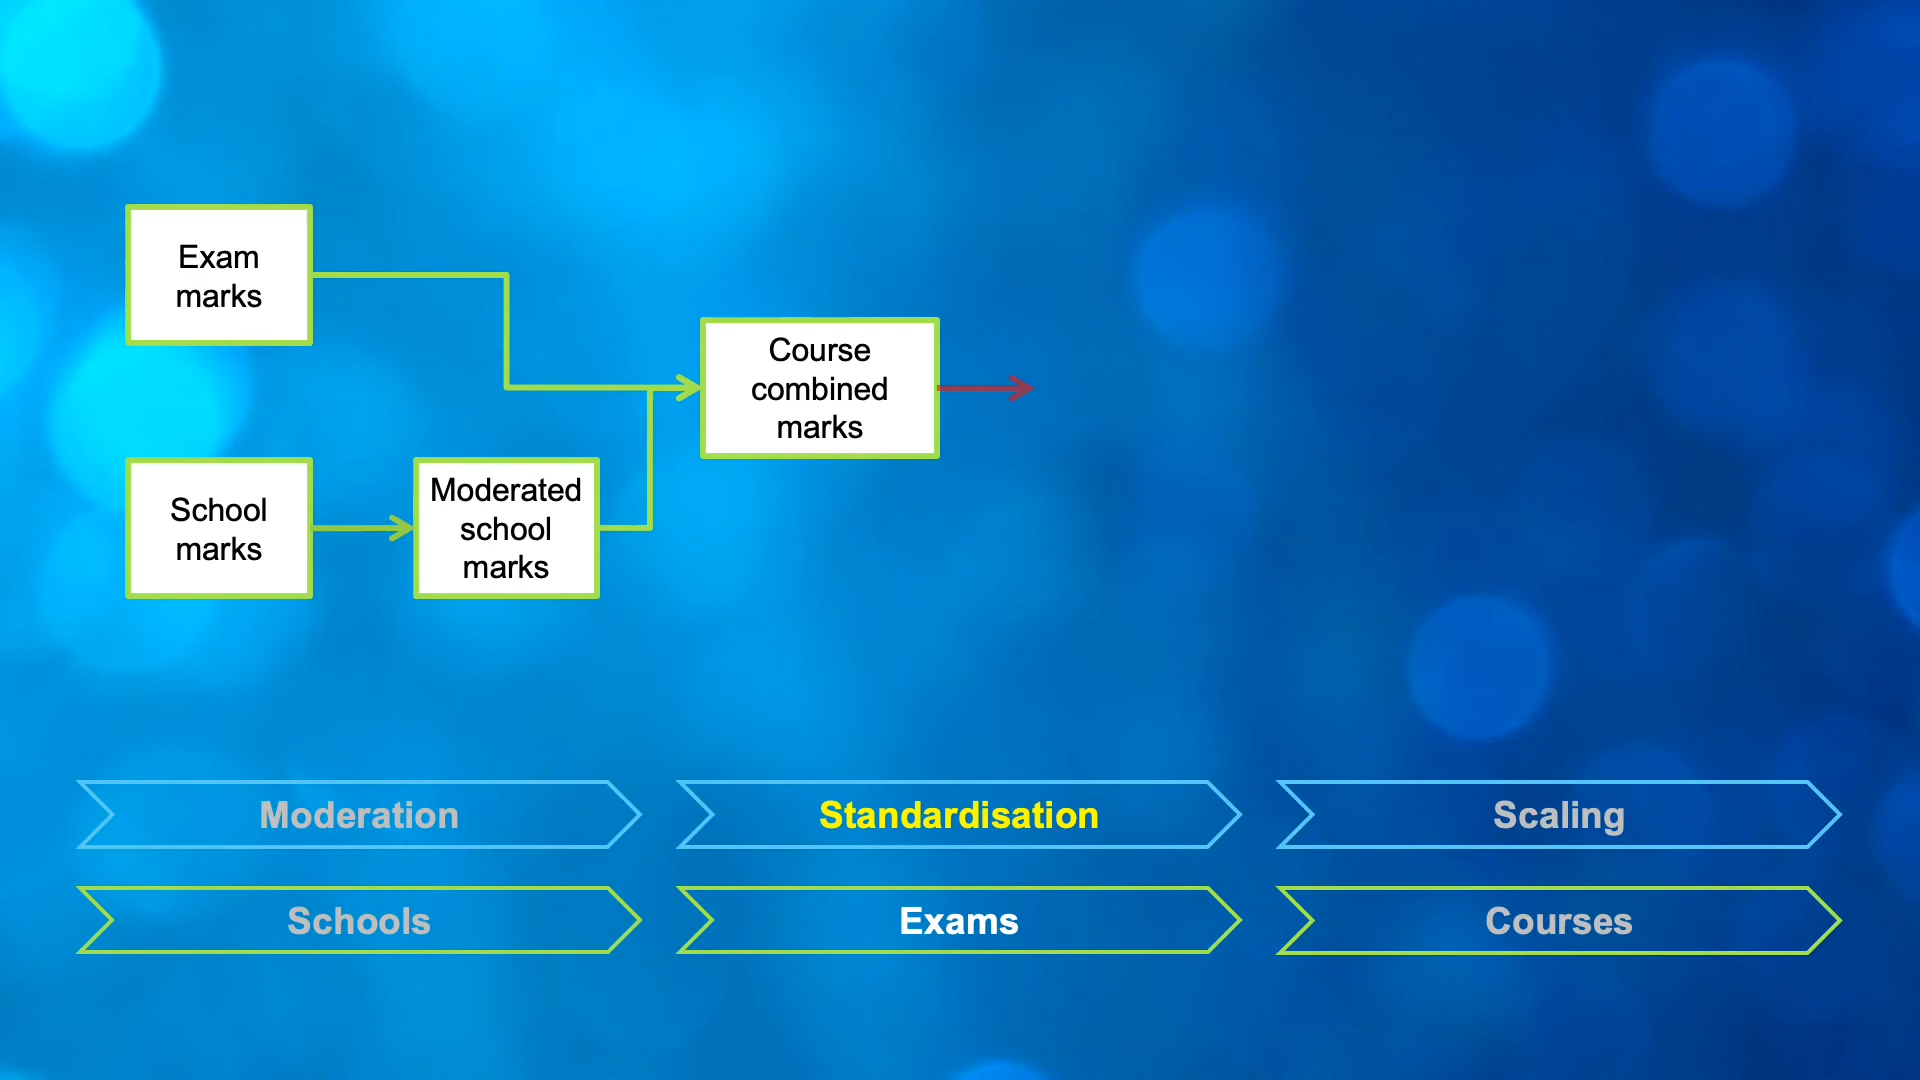 Exam
marks
Course
combined
marks
School
marks
Moderated
school
marks
Moderation
Standardisation
Scaling
Schools
Exams
Courses